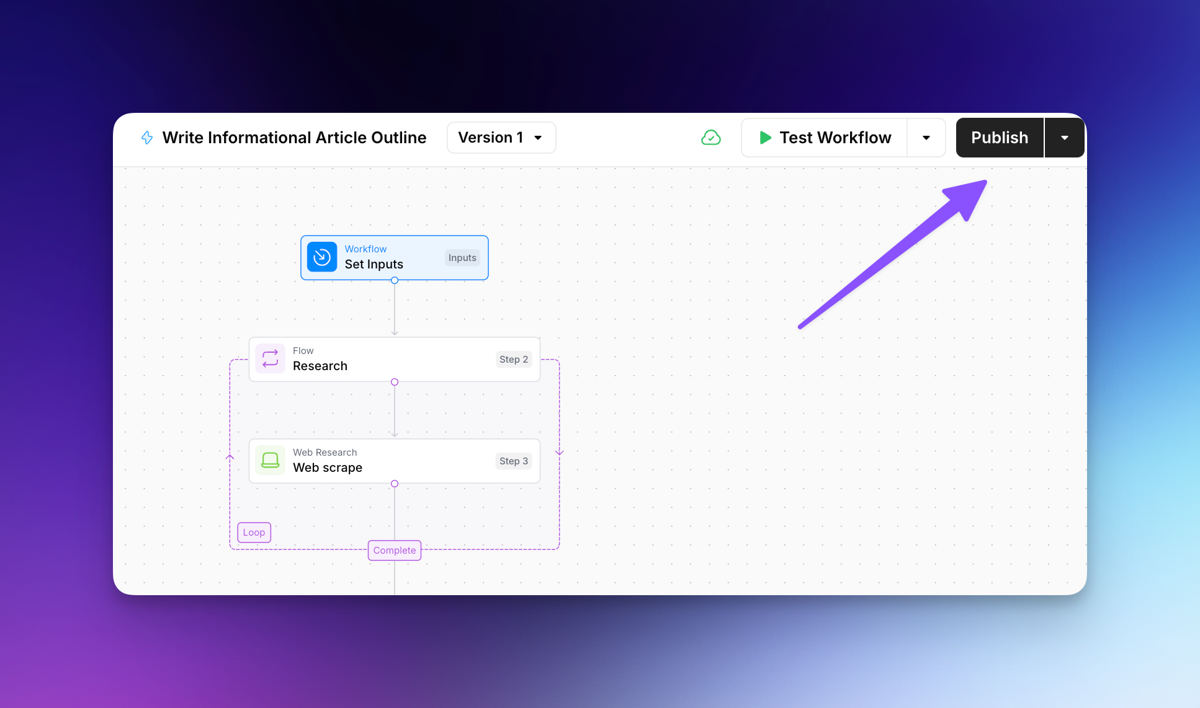 Write Informational Article Outline
Version 1
Test Workflow
Publish
Workflow
Set Inputs
Inputs
Flow
Research
Step 2
Web Research
Web scrape
Step 3
Loop
Complete